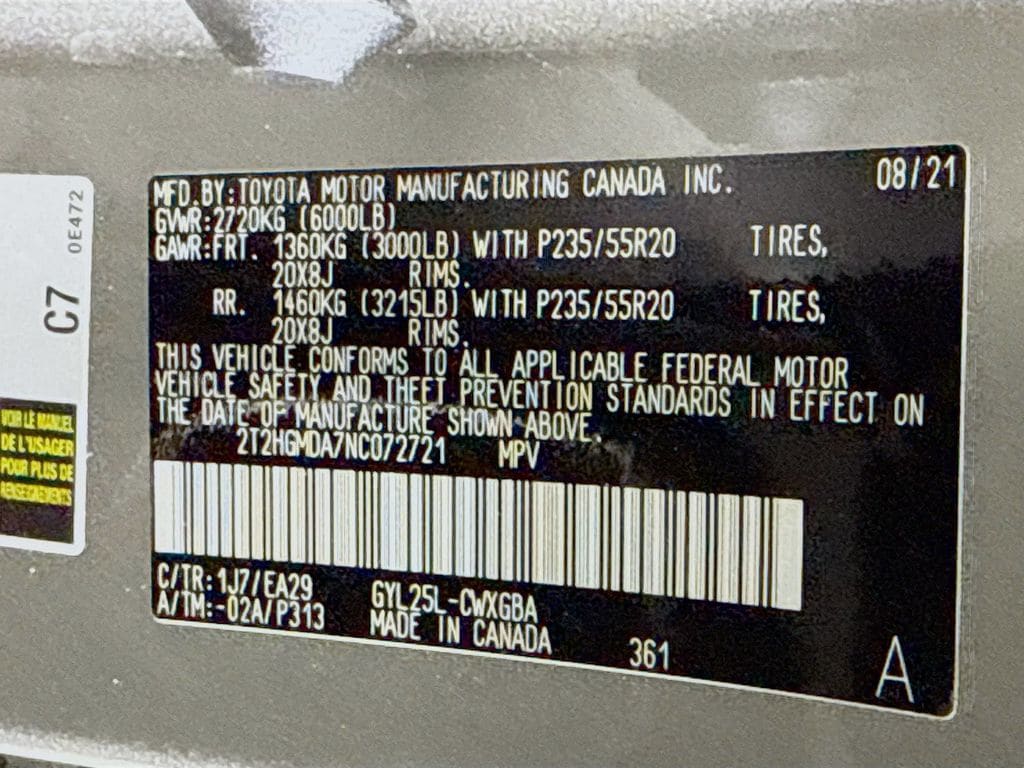 0E472
C7
VOIR LE MANUEL
DE L'USAGER
POUR PLUS DE
RENSEIGNEMENTS
MFD. BY: TOYOTA MOTOR MANUFACTURING CANADA INC. 08/21
GVWR: 2720KG (6000LB)
GAWR: FRT. 1360KG (3000LB) WITH P235/55R20 TIRES,
20X8J RIMS.
RR. 1460KG (3215LB) WITH P235/55R20 TIRES,
20X8J RIMS.
THIS VEHICLE CONFORMS TO ALL APPLICABLE FEDERAL MOTOR
VEHICLE SAFETY AND THEFT PREVENTION STANDARDS IN EFFECT ON
THE DATE OF MANUFACTURE SHOWN ABOVE.
2T2HGMDA7NC072721 MPV
C/TR: 1J7/EA29 GYL25L-CWXGBA
A/TM: -02A/P313 MADE IN CANADA
361
A